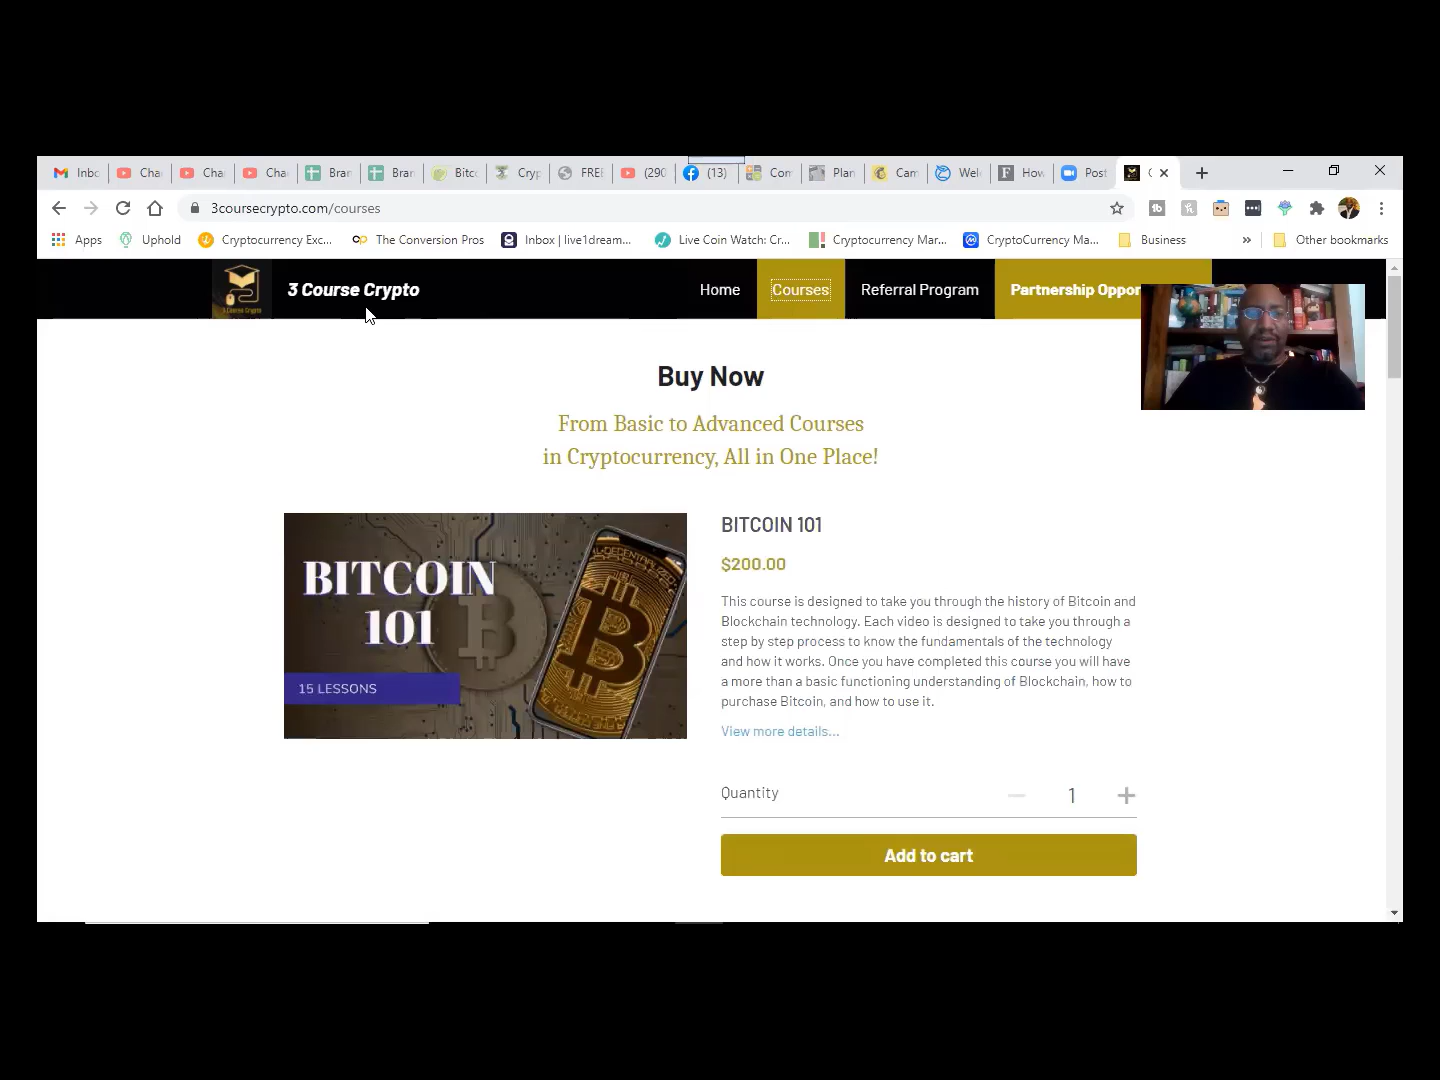 Inbc
Cha
Cha
Cha
Bran
Bran
Bitc
Cryp
FREE
(290
(13)
Con
Plan
Cam
Wel
How
Post
3coursecrypto.com/courses
Apps
Uphold
Cryptocurrency Exc...
The Conversion Pros
Inbox | live1dream...
Live Coin Watch: Cr...
Cryptocurrency Mar...
CryptoCurrency Ma...
Business
»
Other bookmarks
3 Course Crypto
Home
Courses
Referral Program
Partnership Oppor
Buy Now
From Basic to Advanced Courses
in Cryptocurrency, All in One Place!
BITCOIN
101
15 LESSONS
BITCOIN 101
$200.00
This course is designed to take you through the history of Bitcoin and
Blockchain technology. Each video is designed to take you through a
step by step process to know the fundamentals of the technology
and how it works. Once you have completed this course you will have
a more than a basic functioning understanding of Blockchain, how to
purchase Bitcoin, and how to use it.
View more details...
Quantity
1
Add to cart